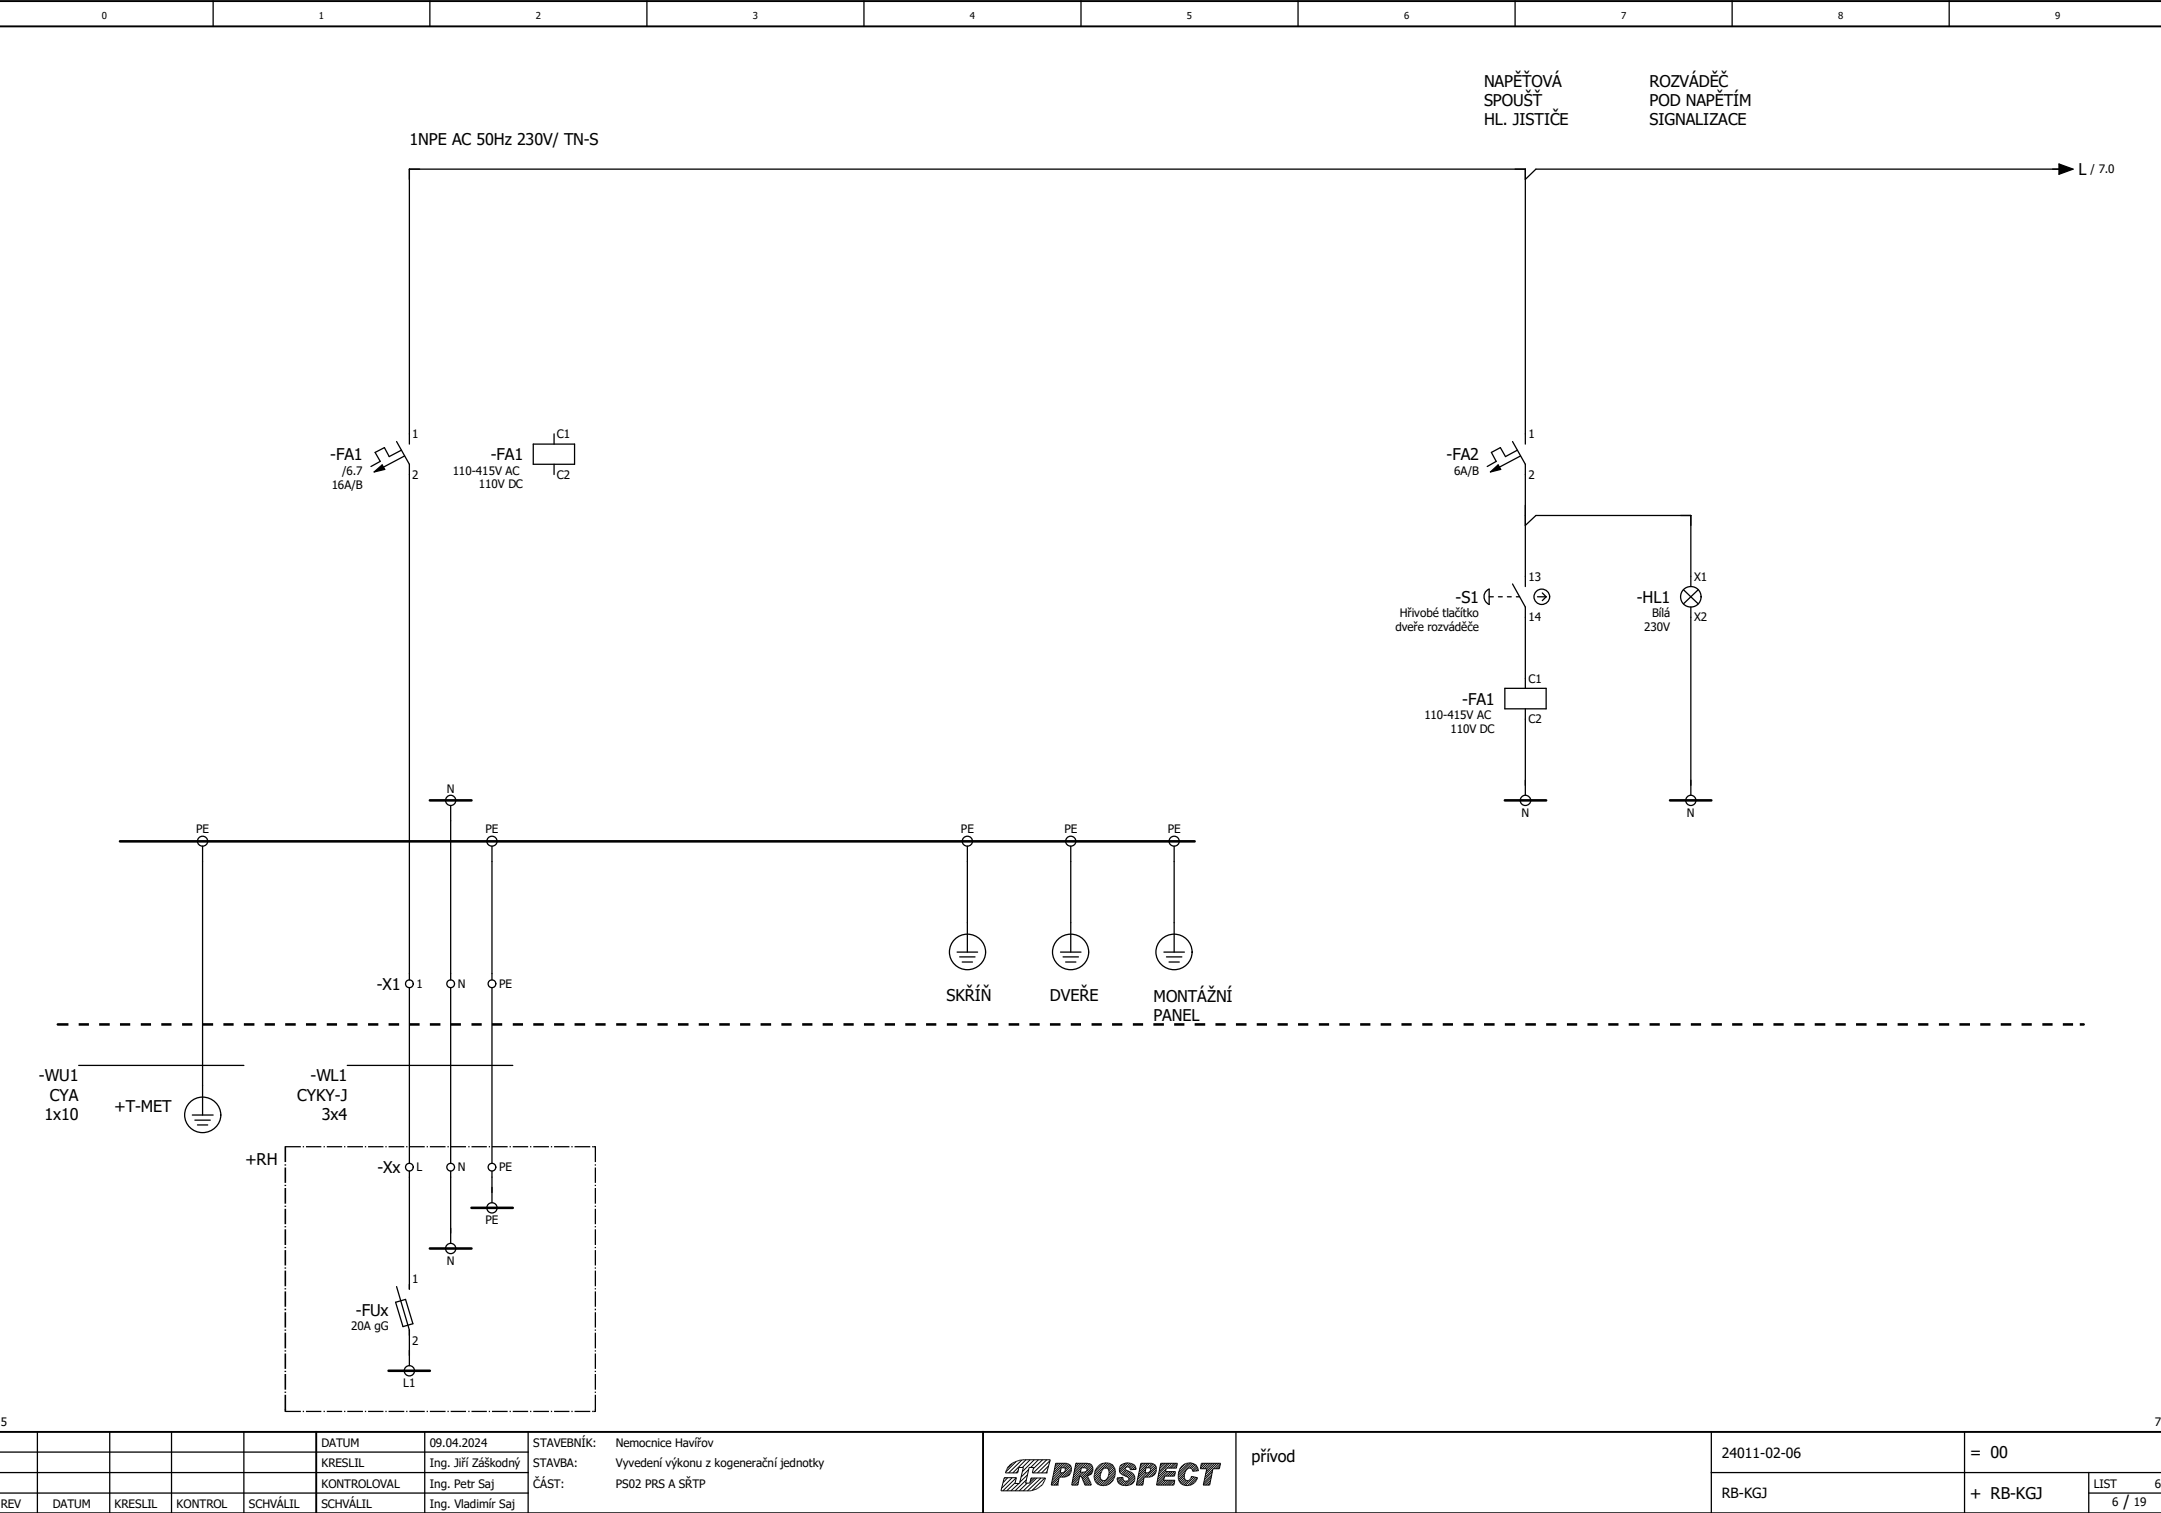 0 1 2 3 4 5 6 7 8 9
NAPĚŤOVÁ
SPOUŠŤ
HL. JISTIČE
ROZVÁDĚČ
POD NAPĚTÍM
SIGNALIZACE
1NPE AC 50Hz 230V/ TN-S
L / 7.0
-FA1
/6.7
16A/B
1
2
-FA1
110-415V AC
110V DC
C1
C2
-FA2
6A/B
1
2
-S1
Hřivobé tlačítko
dveře rozváděče
13
14
-HL1
Bílá
230V
X1
X2
-FA1
110-415V AC
110V DC
C1
C2
N
N
N
PE
PE
PE
PE
PE
-X1 1 N PE
SKŘÍŇ
DVEŘE
MONTÁŽNÍ
PANEL
-WU1
CYA
1x10
+T-MET
-WL1
CYKY-J
3x4
+RH
-Xx L N PE
PE
N
-FUx
20A gG
1
2
L1
5
7
REV DATUM KRESLIL KONTROL SCHVÁLIL
DATUM 09.04.2024
KRESLIL Ing. Jiří Záškodný
KONTROLOVAL Ing. Petr Saj
SCHVÁLIL Ing. Vladimír Saj
STAVEBNÍK: Nemocnice Havířov
STAVBA: Vyvedení výkonu z kogenerační jednotky
ČÁST: PS02 PRS A SŘTP
PROSPECT
přívod
24011-02-06
RB-KGJ
= 00
+ RB-KGJ
LIST 6
6 / 19